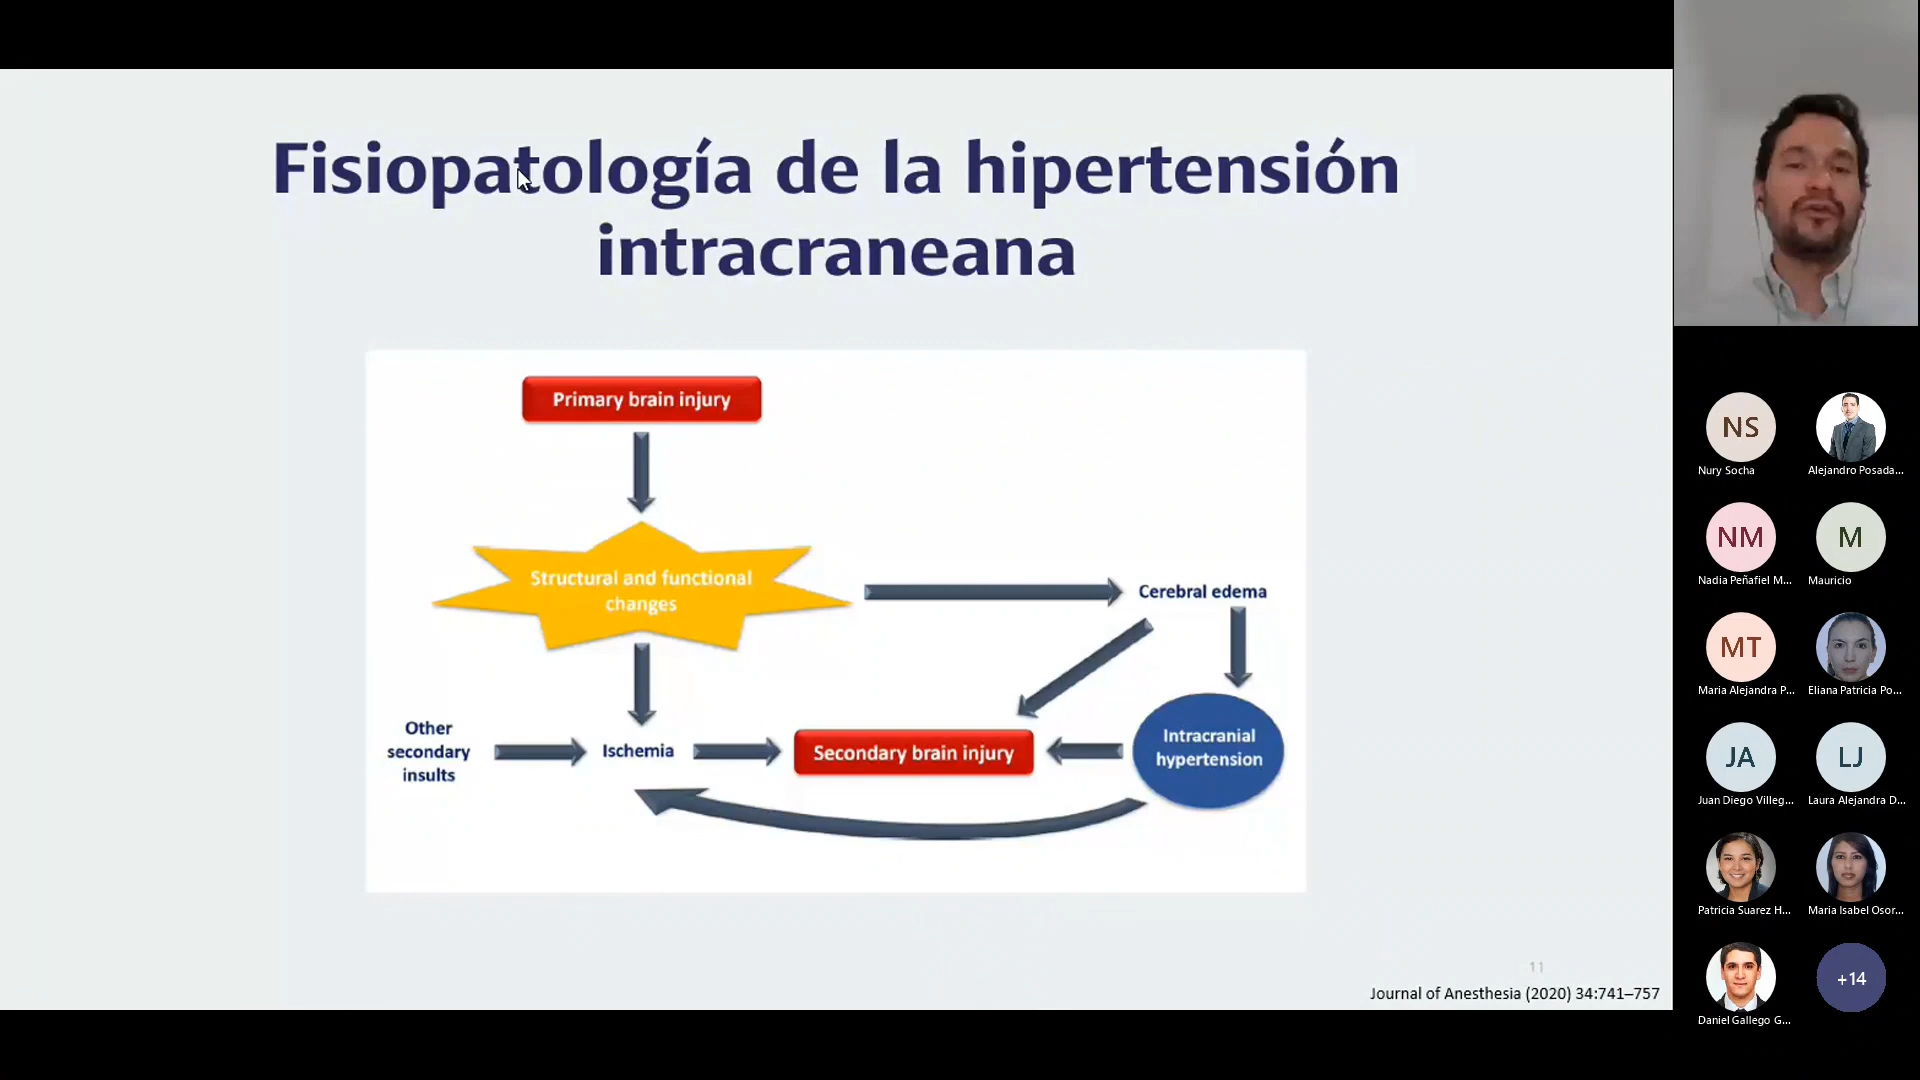 Fisiopatología de la hipertensión
intracraneana
Primary brain injury
Structural and functional
changes
Cerebral edema
Other
secondary
insults
Ischemia
Secondary brain injury
Intracranial
hypertension
11
Journal of Anesthesia (2020) 34:741–757
NS
Nury Socha
Alejandro Posada...
NM
Nadia Peñafiel M...
M
Mauricio
MT
Maria Alejandra P...
Eliana Patricia Po...
JA
Juan Diego Villeg...
LJ
Laura Alejandra D...
Patricia Suarez H...
Maria Isabel Osor...
Daniel Gallego G...
+14